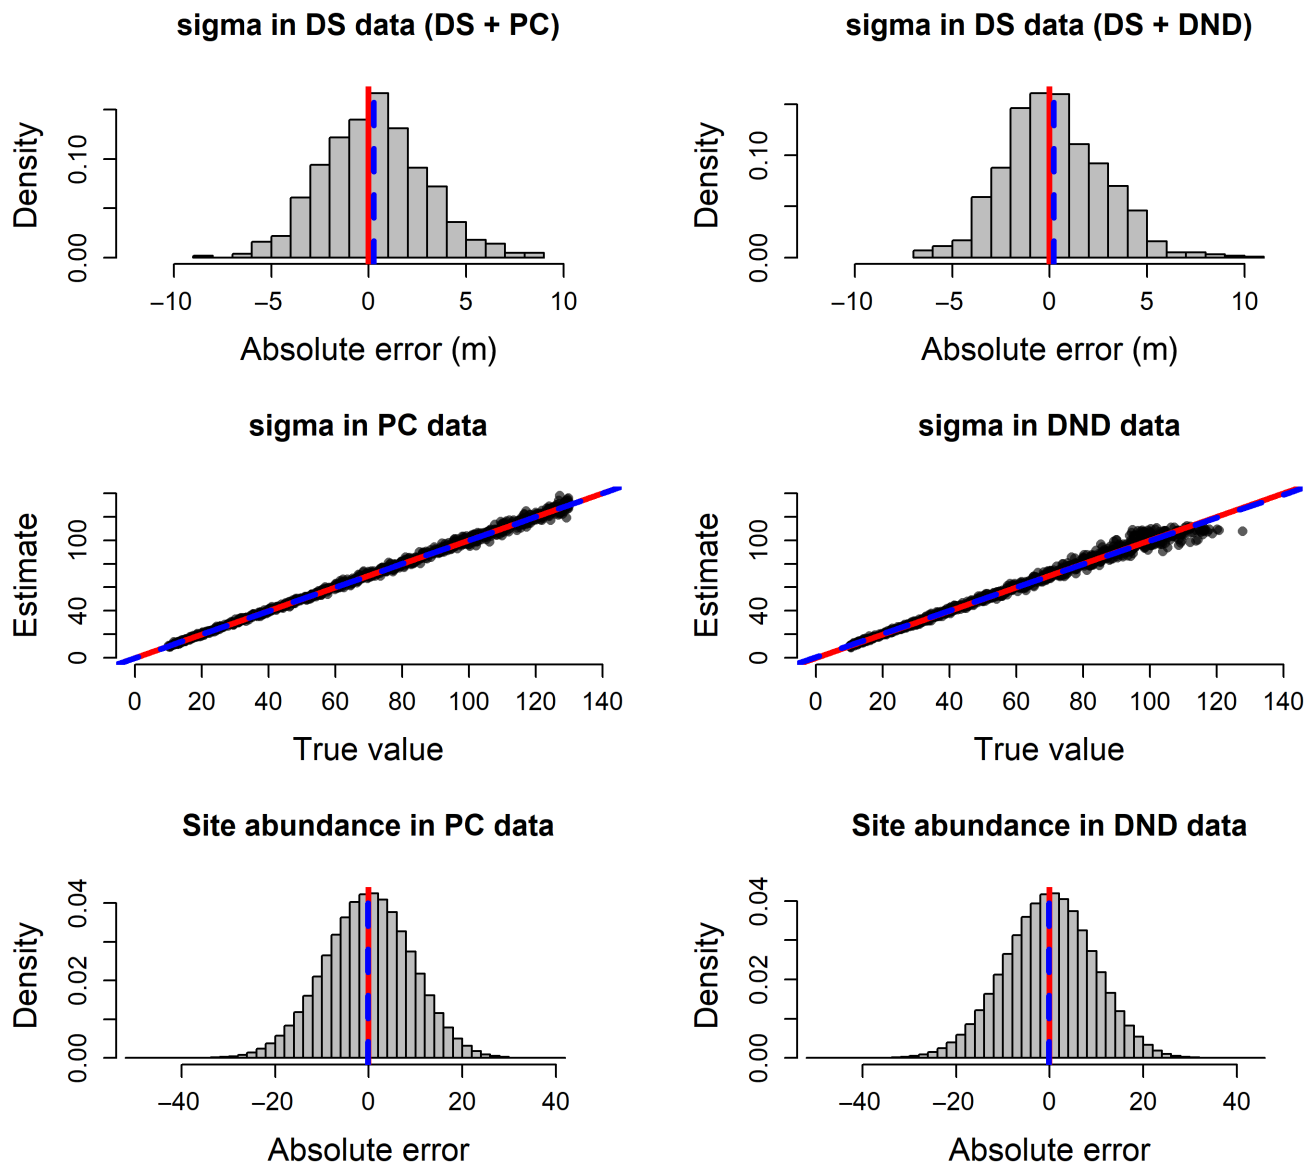 sigma in DS data (DS + PC)
Density
0.00 0.10
−10 −5 0 5 10
Absolute error (m)
sigma in DS data (DS + DND)
Density
0.00 0.10
−10 −5 0 5 10
Absolute error (m)
sigma in PC data
Estimate
0 40 100
0 20 40 60 80 100 120 140
True value
sigma in DND data
Estimate
0 40 100
0 20 40 60 80 100 120 140
True value
Site abundance in PC data
Density
0.00 0.02 0.04
−40 −20 0 20 40
Absolute error
Site abundance in DND data
Density
0.00 0.02 0.04
−40 −20 0 20 40
Absolute error